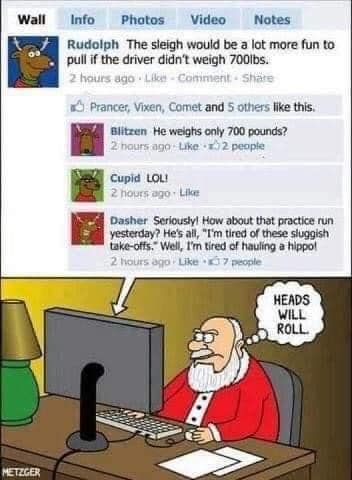 Wall Info Photos Video Notes
Rudolph The sleigh would be a lot more fun to
pull if the driver didn't weigh 700lbs.
2 hours ago · Like · Comment · Share
Prancer, Vixen, Comet and 5 others like this.
Blitzen He weighs only 700 pounds?
2 hours ago · Like · 2 people
Cupid LOL!
2 hours ago · Like
Dasher Seriously! How about that practice run
yesterday? He's all, "I'm tired of these sluggish
take-offs." Well, I'm tired of hauling a hippo!
2 hours ago · Like · 7 people
HEADS
WILL
ROLL.
METZGER